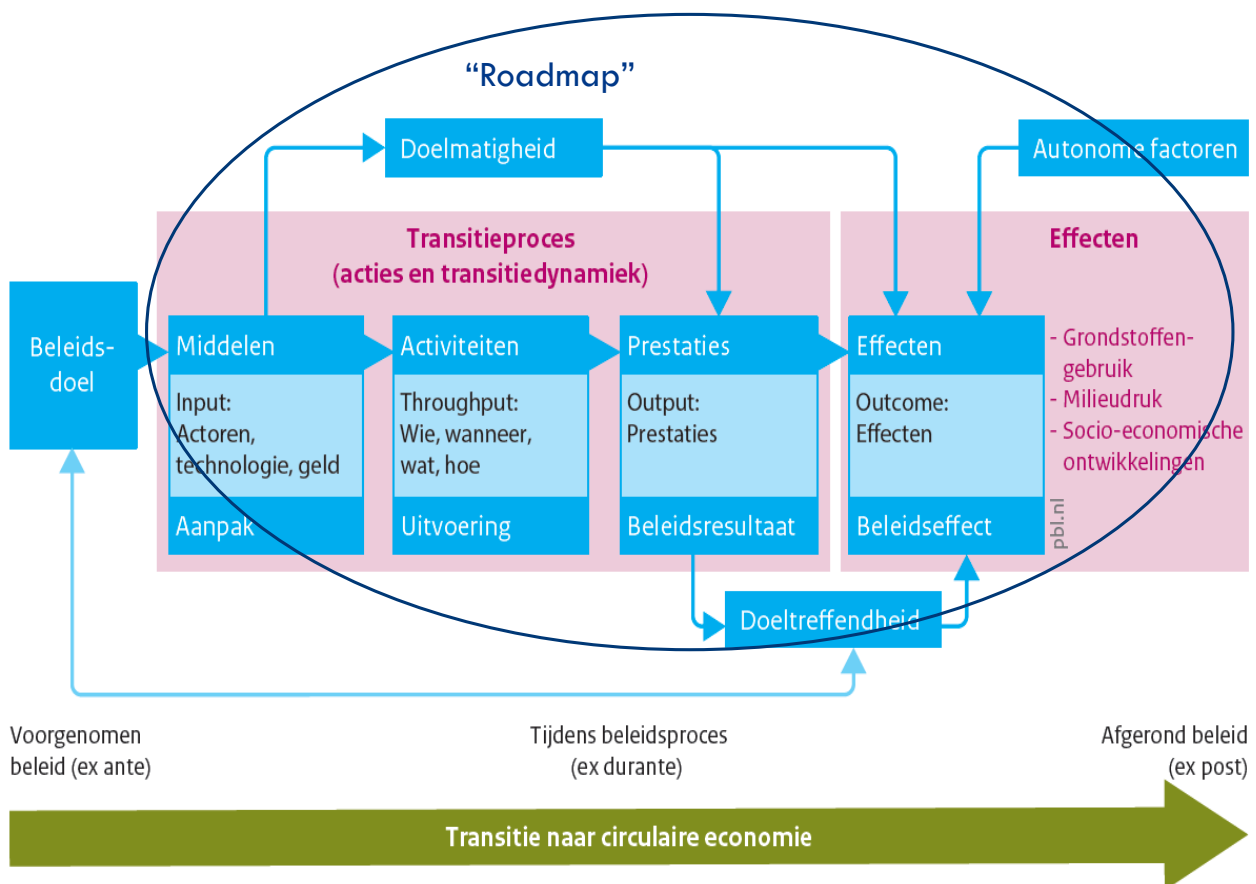 “Roadmap”
Doelmatigheid
Autonome factoren
Transitieproces
(acties en transitiedynamiek)
Effecten
Beleids-
doel
Middelen
Input:
Actoren,
technologie, geld
Aanpak
Activiteiten
Throughput:
Wie, wanneer,
wat, hoe
Uitvoering
Prestaties
Output:
Prestaties
Beleidsresultaat
Effecten
Outcome:
Effecten
Beleidseffect
- Grondstoffen-
gebruik
- Milieudruk
- Socio-economische
ontwikkelingen
pbl.nl
Doeltreffendheid
Voorgenomen
beleid (ex ante)
Tijdens beleidsproces
(ex durante)
Afgerond beleid
(ex post)
Transitie naar circulaire economie